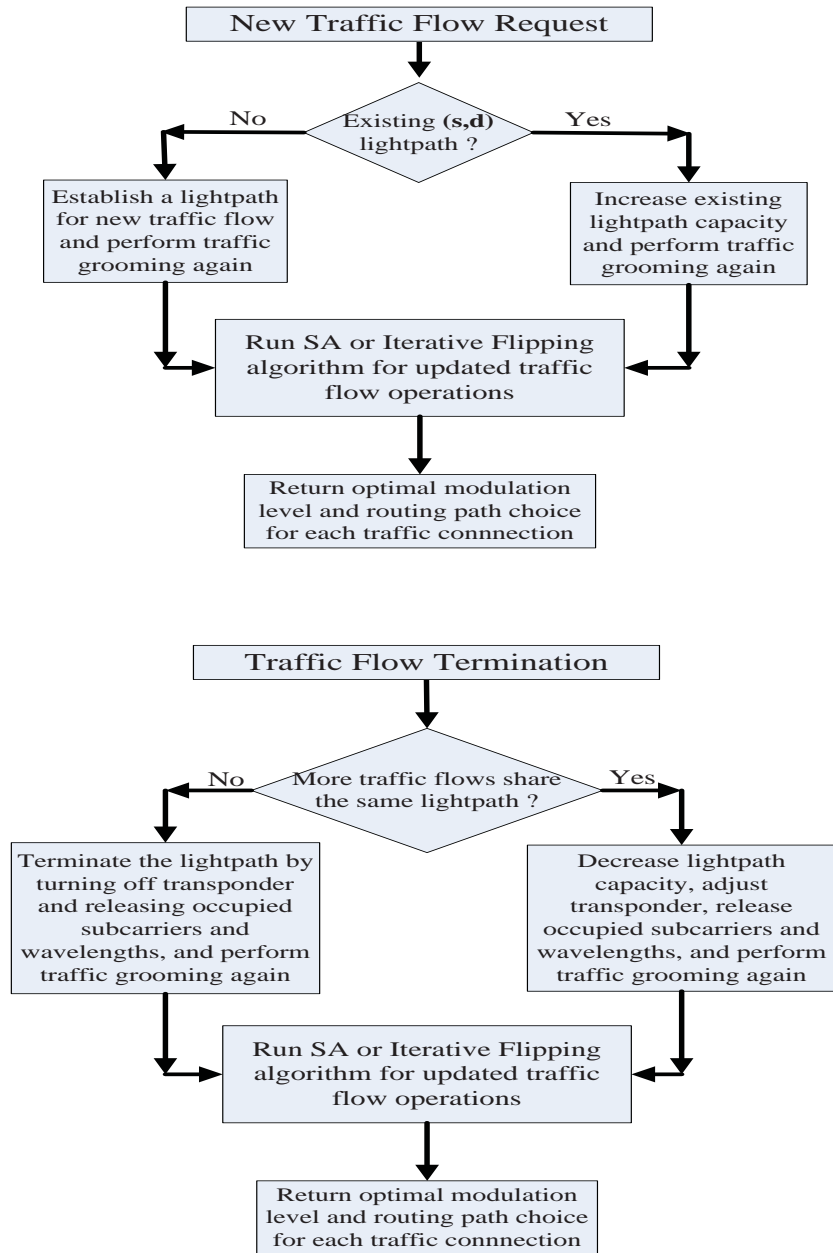 New Traffic Flow Request
No
Existing (s,d)
lightpath ?
Yes
Establish a lightpath
for new traffic flow
and perform traffic
grooming again
Increase existing
lightpath capacity
and perform traffic
grooming again
Run SA or Iterative Flipping
algorithm for updated traffic
flow operations
Return optimal modulation
level and routing path choice
for each traffic connnection
Traffic Flow Termination
No
More traffic flows share
the same lightpath ?
Yes
Terminate the lightpath by
turning off transponder
and releasing occupied
subcarriers and
wavelengths, and perform
traffic grooming again
Decrease lightpath
capacity, adjust
transponder, release
occupied subcarriers and
wavelengths, and perform
traffic grooming again
Run SA or Iterative Flipping
algorithm for updated traffic
flow operations
Return optimal modulation
level and routing path choice
for each traffic connnection